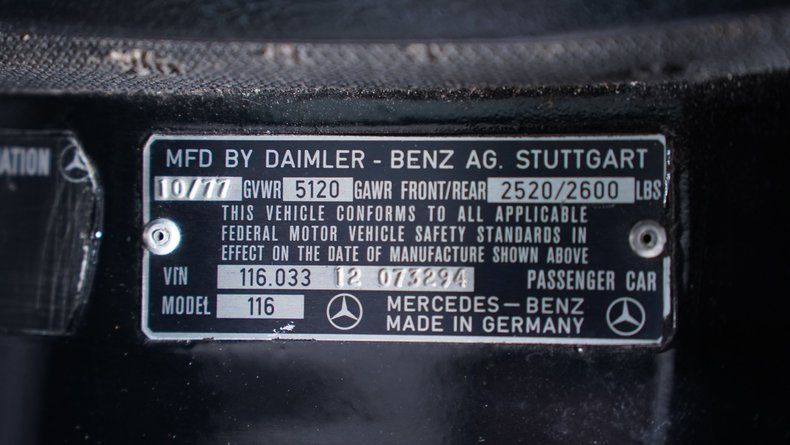 ATION
MFD BY DAIMLER - BENZ AG. STUTTGART
10/77 GVWR 5120 GAWR FRONT/REAR 2520/2600 LBS
THIS VEHICLE CONFORMS TO ALL APPLICABLE
FEDERAL MOTOR VEHICLE SAFETY STANDARDS IN
EFFECT ON THE DATE OF MANUFACTURE SHOWN ABOVE
VIN 116.033 12 073294 PASSENGER CAR
MODEL 116 MERCEDES-BENZ
MADE IN GERMANY